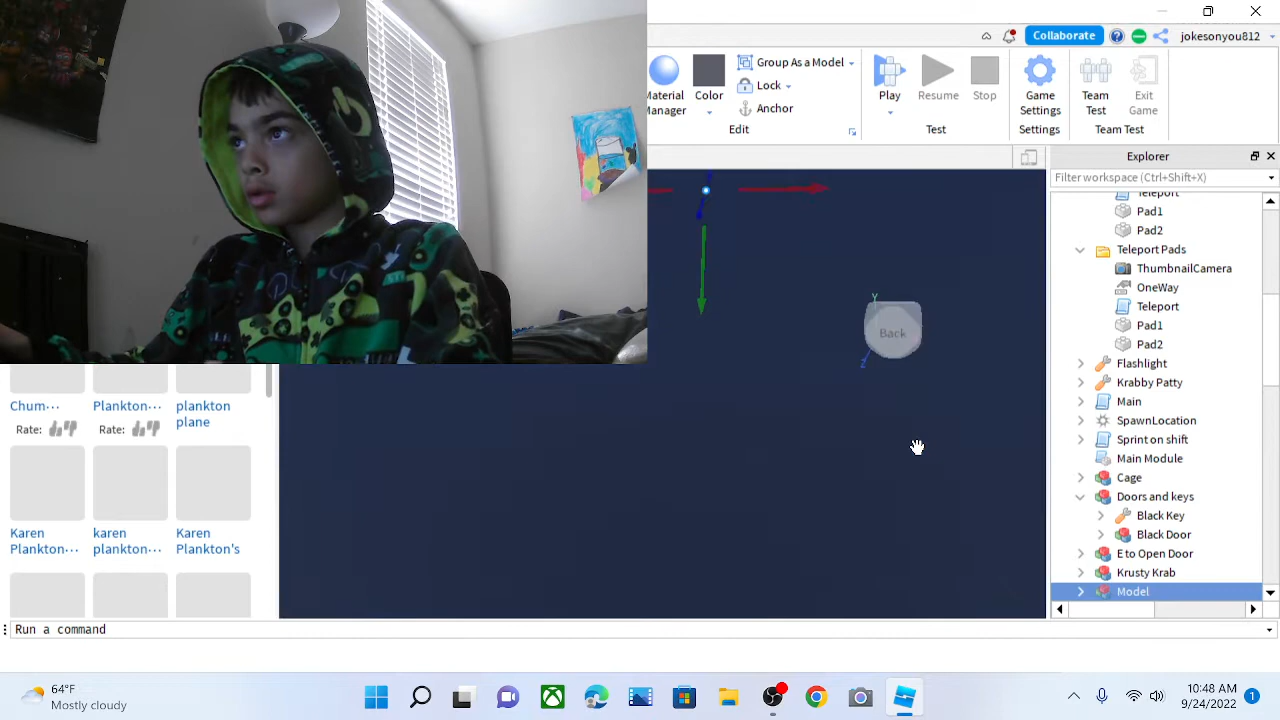 Collaborate
jokesonyou812
Material Manager
Color
Group As a Model
Lock
Anchor
Edit
Play
Resume
Stop
Test
Game Settings
Settings
Team Test
Exit Game
Team Test
Explorer
Filter workspace (Ctrl+Shift+X)
Teleport
Pad1
Pad2
Teleport Pads
ThumbnailCamera
OneWay
Teleport
Pad1
Pad2
Flashlight
Krabby Patty
Main
SpawnLocation
Sprint on shift
Main Module
Cage
Doors and keys
Black Key
Black Door
E to Open Door
Krusty Krab
Model
Y
Back
Z
Chum...
Plankton...
plankton plane
Rate:
Rate:
Karen Plankton...
karen plankton...
Karen Plankton's
Run a command
64°F
Mostly cloudy
10:48 AM
9/24/2022
1